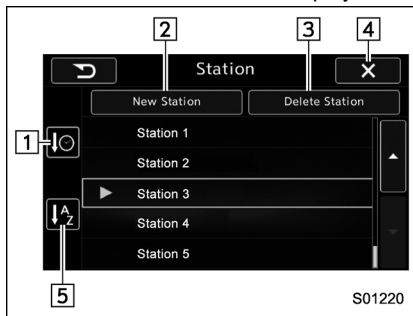 2
3
4
Station
New Station
Delete Station
1
Station 1
Station 2
Station 3
A
Z
Station 4
Station 5
5
S01220